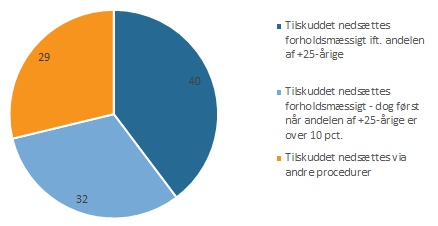 29
40
32
Tilskuddet nedsættes
forholdsmæssigt ift. andelen
af +25-årige
Tilskuddet nedsættes
forholdsmæssigt - dog først
når andelen af +25-årige er
over 10 pct.
Tilskuddet nedsættes via
andre procedurer